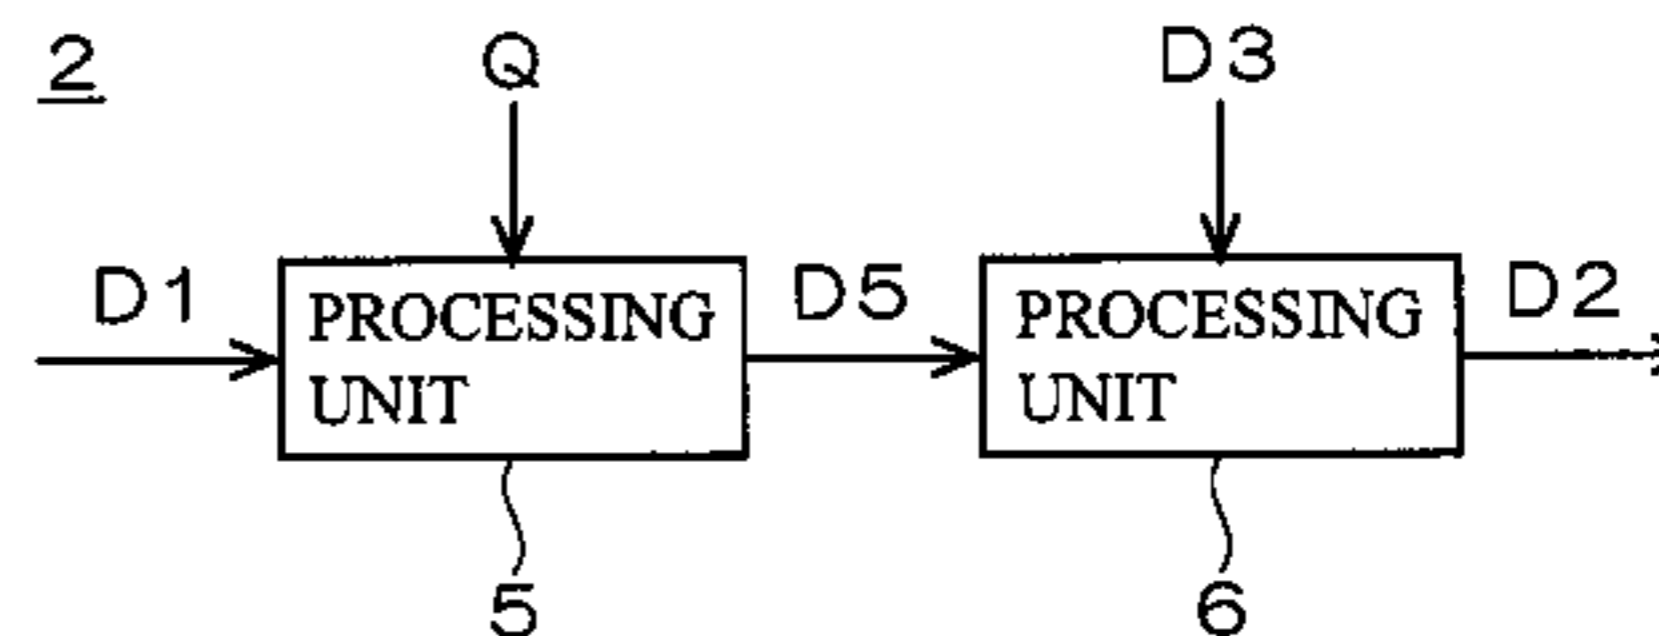 2
Q
D3
D1
PROCESSING
UNIT
D5
PROCESSING
UNIT
D2
5
6